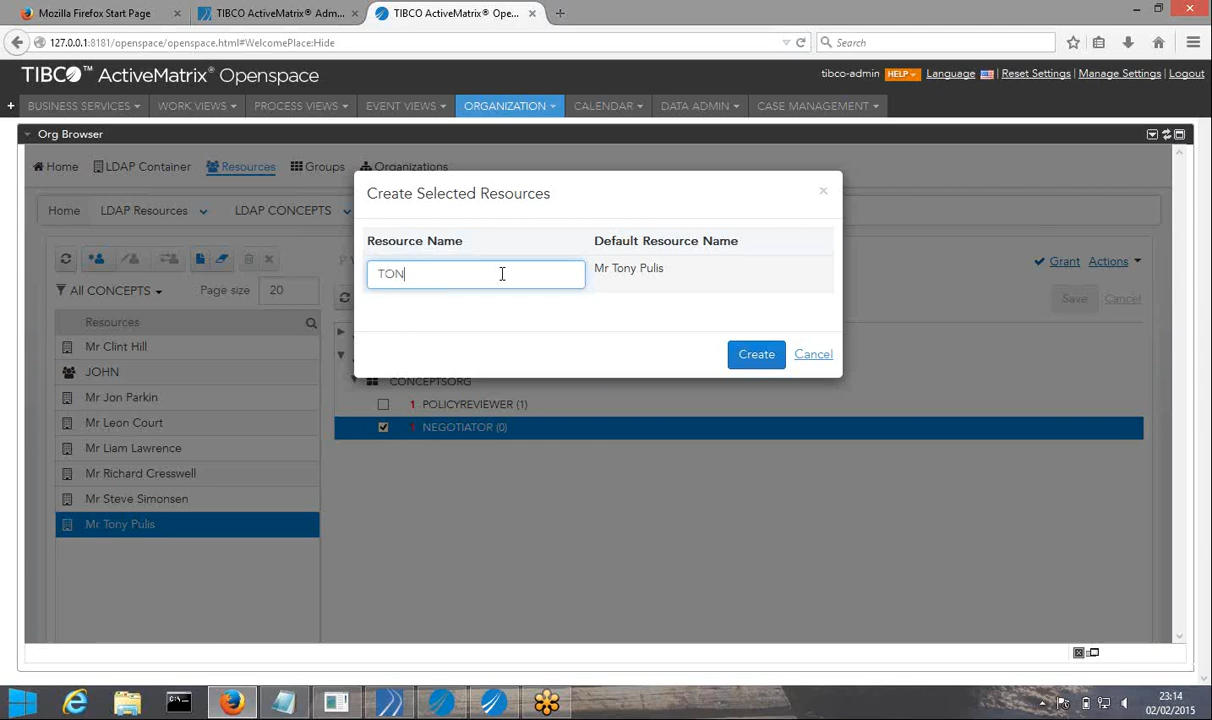 Mozilla Firefox Start Page
TIBCO ActiveMatrix® Adm...
TIBCO ActiveMatrix® Ope...
127.0.0.1:8181/openspace/openspace.html#WelcomePlace:Hide
Search
TIBCO™ ActiveMatrix® Openspace
tibco-admin HELP Language Reset Settings Manage Settings Logout
+ BUSINESS SERVICES WORK VIEWS PROCESS VIEWS EVENT VIEWS ORGANIZATION CALENDAR DATA ADMIN CASE MANAGEMENT
Org Browser
Home LDAP Container Resources Groups Organizations
Home LDAP Resources LDAP CONCEPTS
Create Selected Resources
Resource Name Default Resource Name
TON Mr Tony Pulis
Create Cancel
Grant Actions
All CONCEPTS Page size 20
Save Cancel
Resources
Mr Clint Hill
JOHN
Mr Jon Parkin
Mr Leon Court
Mr Liam Lawrence
Mr Richard Cresswell
Mr Steve Simonsen
Mr Tony Pulis
CONCEPTSORG
1 POLICYREVIEWER (1)
1 NEGOTIATOR (0)
23:14
02/02/2015